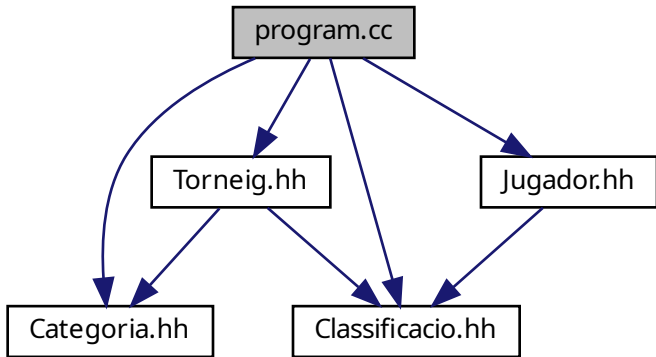 program.cc
Torneig.hh
Jugador.hh
Categoria.hh
Classificacio.hh